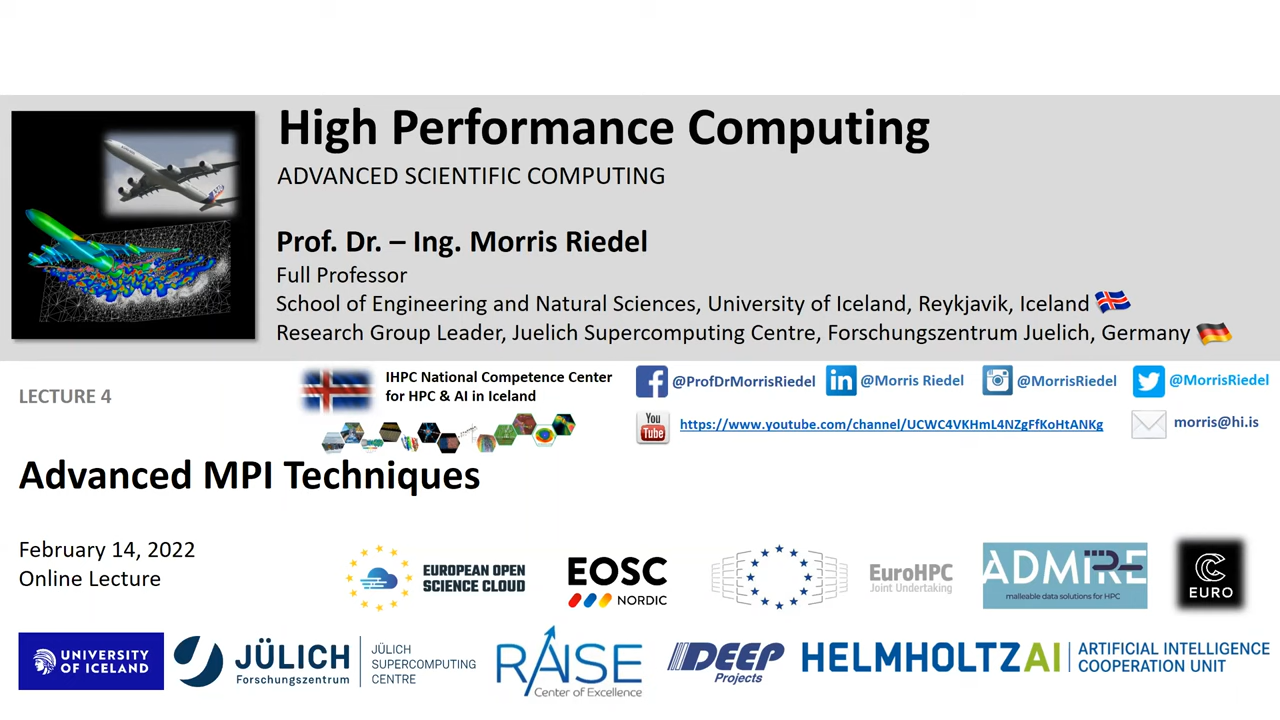 High Performance Computing
ADVANCED SCIENTIFIC COMPUTING
Prof. Dr. – Ing. Morris Riedel
Full Professor
School of Engineering and Natural Sciences, University of Iceland, Reykjavik, Iceland
Research Group Leader, Juelich Supercomputing Centre, Forschungszentrum Juelich, Germany
LECTURE 4
IHPC National Competence Center
for HPC & AI in Iceland
@ProfDrMorrisRiedel
@Morris Riedel
@MorrisRiedel
@MorrisRiedel
You
Tube
https://www.youtube.com/channel/UCWC4VKHmL4NZgFfKoHtANKg
morris@hi.is
Advanced MPI Techniques
February 14, 2022
Online Lecture
EUROPEAN OPEN
SCIENCE CLOUD
EOSC
NORDIC
EuroHPC
Joint Undertaking
ADMIRE
malleable data solutions for HPC
EURO
UNIVERSITY
OF ICELAND
JÜLICH
Forschungszentrum
JÜLICH
SUPERCOMPUTING
CENTRE
RAISE
Center of Excellence
DEEP
Projects
HELMHOLTZAI
ARTIFICIAL INTELLIGENCE
COOPERATION UNIT